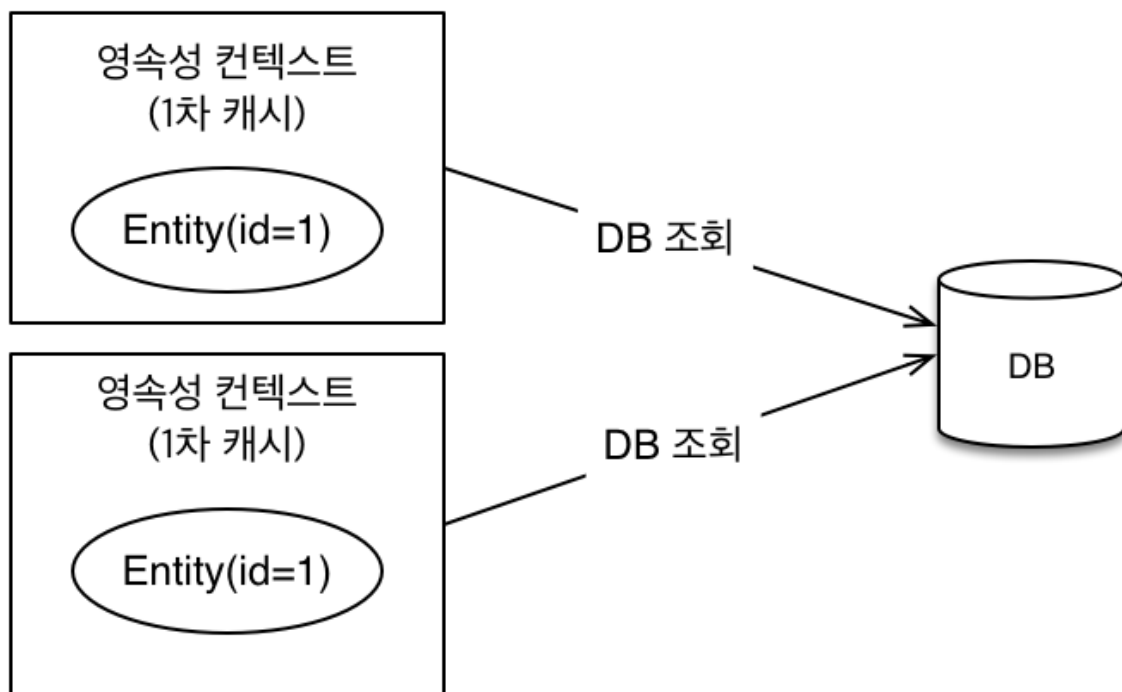 영속성 컨텍스트
(1차 캐시)
Entity(id=1)
DB 조회
DB
영속성 컨텍스트
(1차 캐시)
DB 조회
Entity(id=1)